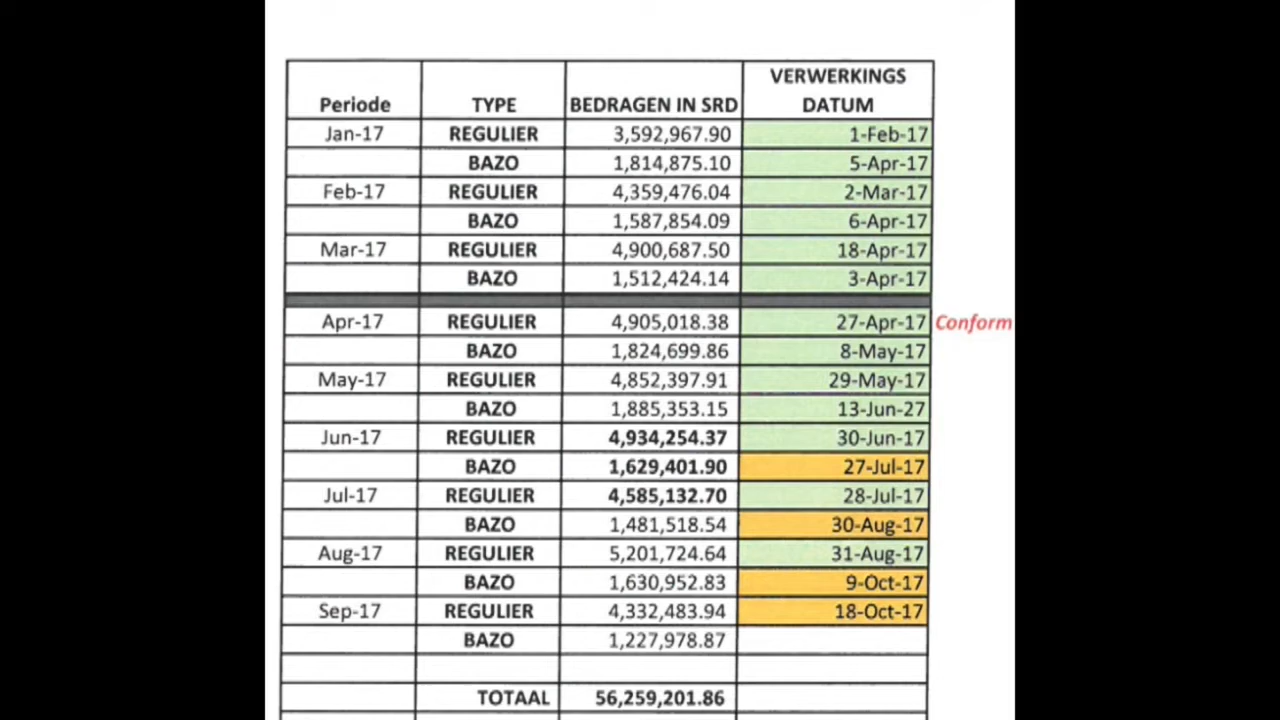 VERWERKINGS
Periode TYPE BEDRAGEN IN SRD DATUM
Jan-17 REGULIER 3,592,967.90 1-Feb-17
BAZO 1,814,875.10 5-Apr-17
Feb-17 REGULIER 4,359,476.04 2-Mar-17
BAZO 1,587,854.09 6-Apr-17
Mar-17 REGULIER 4,900,687.50 18-Apr-17
BAZO 1,512,424.14 3-Apr-17
Apr-17 REGULIER 4,905,018.38 27-Apr-17 Conform
BAZO 1,824,699.86 8-May-17
May-17 REGULIER 4,852,397.91 29-May-17
BAZO 1,885,353.15 13-Jun-27
Jun-17 REGULIER 4,934,254.37 30-Jun-17
BAZO 1,629,401.90 27-Jul-17
Jul-17 REGULIER 4,585,132.70 28-Jul-17
BAZO 1,481,518.54 30-Aug-17
Aug-17 REGULIER 5,201,724.64 31-Aug-17
BAZO 1,630,952.83 9-Oct-17
Sep-17 REGULIER 4,332,483.94 18-Oct-17
BAZO 1,227,978.87
TOTAAL 56,259,201.86